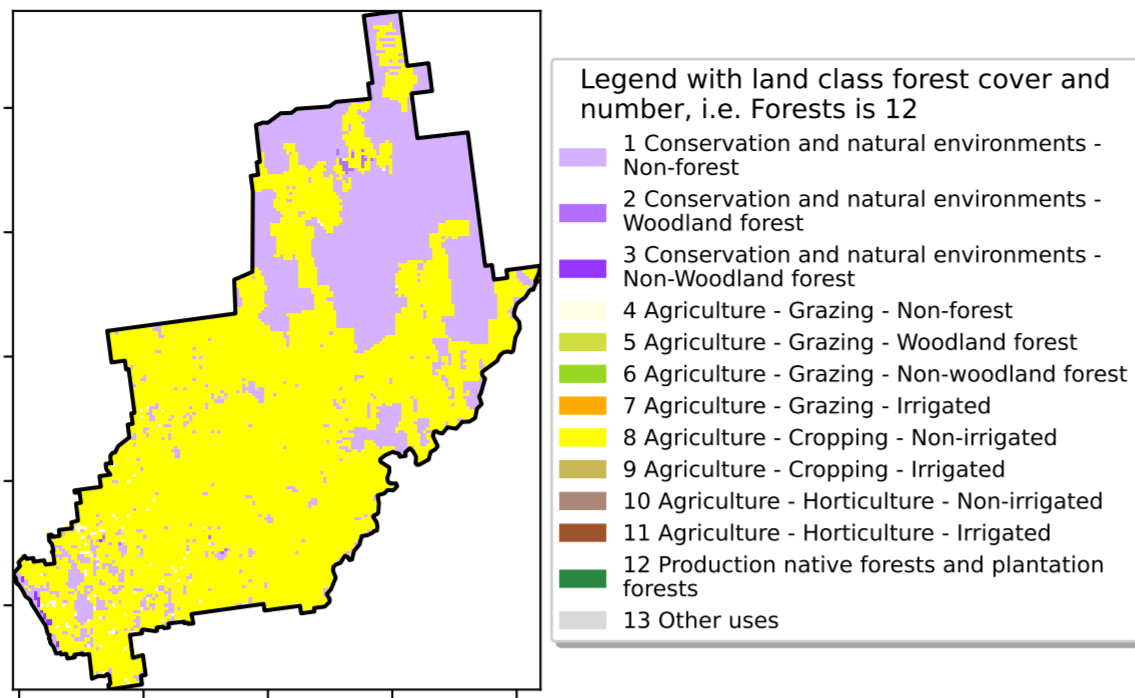 Legend with land class forest cover and
number, i.e. Forests is 12
1 Conservation and natural environments -
Non-forest
2 Conservation and natural environments -
Woodland forest
3 Conservation and natural environments -
Non-Woodland forest
4 Agriculture - Grazing - Non-forest
5 Agriculture - Grazing - Woodland forest
6 Agriculture - Grazing - Non-woodland forest
7 Agriculture - Grazing - Irrigated
8 Agriculture - Cropping - Non-irrigated
9 Agriculture - Cropping - Irrigated
10 Agriculture - Horticulture - Non-irrigated
11 Agriculture - Horticulture - Irrigated
12 Production native forests and plantation
forests
13 Other uses